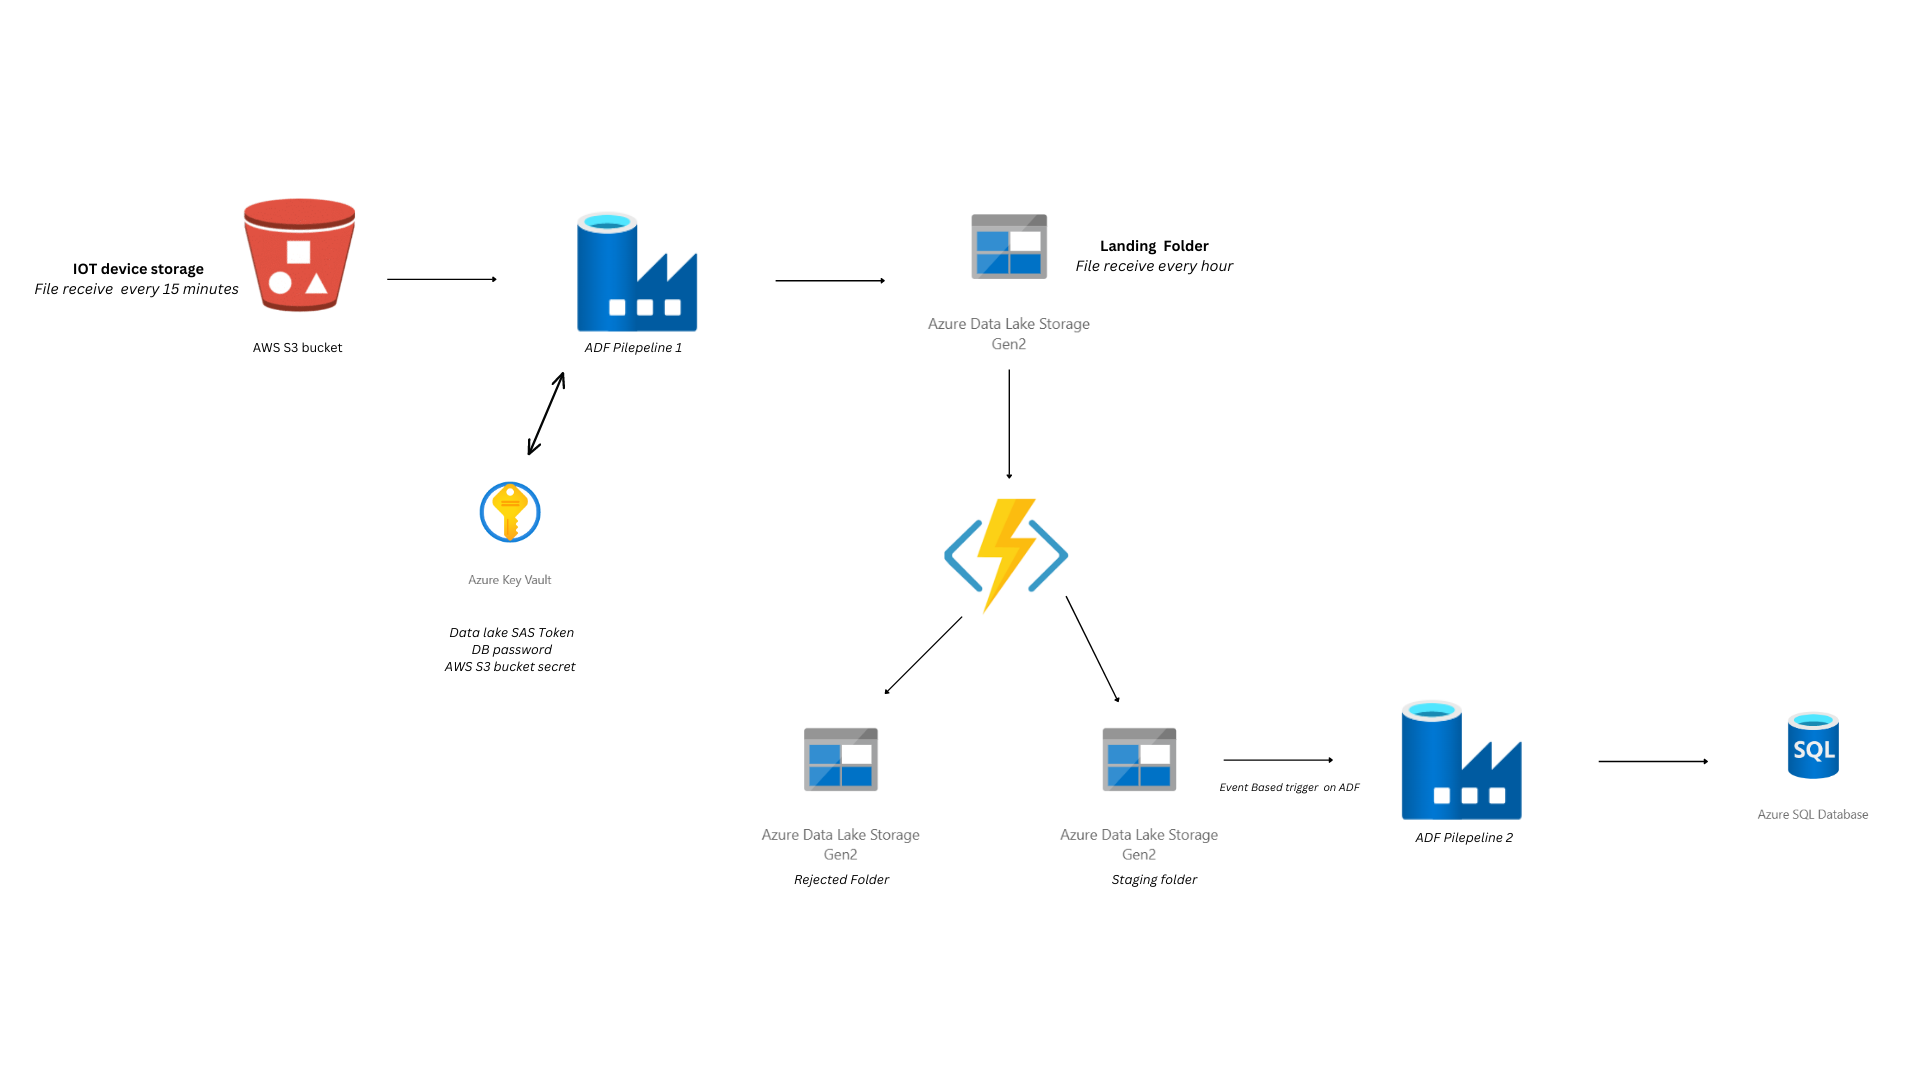 IOT device storage
File receive every 15 minutes
AWS S3 bucket
ADF Pilepeline 1
Landing Folder
File receive every hour
Azure Data Lake Storage
Gen2
Azure Key Vault
Data lake SAS Token
DB password
AWS S3 bucket secret
Azure Data Lake Storage
Gen2
Rejected Folder
Azure Data Lake Storage
Gen2
Staging folder
Event Based trigger on ADF
ADF Pilepeline 2
SQL
Azure SQL Database